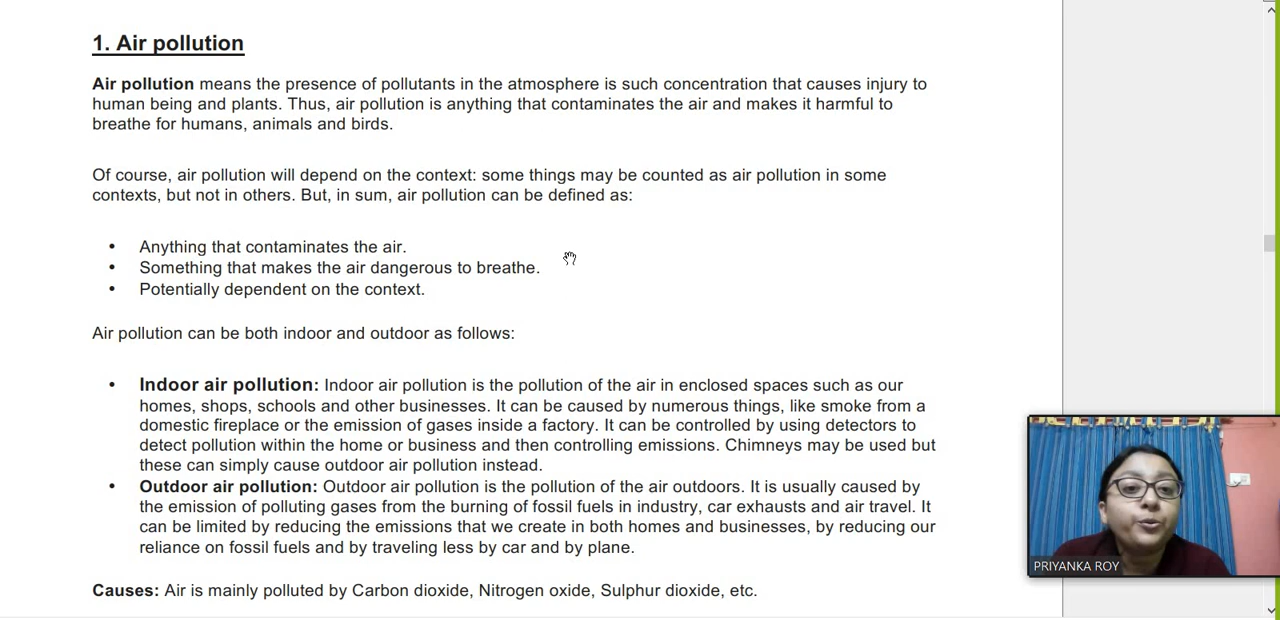 1. Air pollution
Air pollution means the presence of pollutants in the atmosphere is such concentration that causes injury to
human being and plants. Thus, air pollution is anything that contaminates the air and makes it harmful to
breathe for humans, animals and birds.
Of course, air pollution will depend on the context: some things may be counted as air pollution in some
contexts, but not in others. But, in sum, air pollution can be defined as:
• Anything that contaminates the air.
• Something that makes the air dangerous to breathe.
• Potentially dependent on the context.
Air pollution can be both indoor and outdoor as follows:
• Indoor air pollution: Indoor air pollution is the pollution of the air in enclosed spaces such as our
homes, shops, schools and other businesses. It can be caused by numerous things, like smoke from a
domestic fireplace or the emission of gases inside a factory. It can be controlled by using detectors to
detect pollution within the home or business and then controlling emissions. Chimneys may be used but
these can simply cause outdoor air pollution instead.
• Outdoor air pollution: Outdoor air pollution is the pollution of the air outdoors. It is usually caused by
the emission of polluting gases from the burning of fossil fuels in industry, car exhausts and air travel. It
can be limited by reducing the emissions that we create in both homes and businesses, by reducing our
reliance on fossil fuels and by traveling less by car and by plane.
Causes: Air is mainly polluted by Carbon dioxide, Nitrogen oxide, Sulphur dioxide, etc.
PRIYANKA ROY